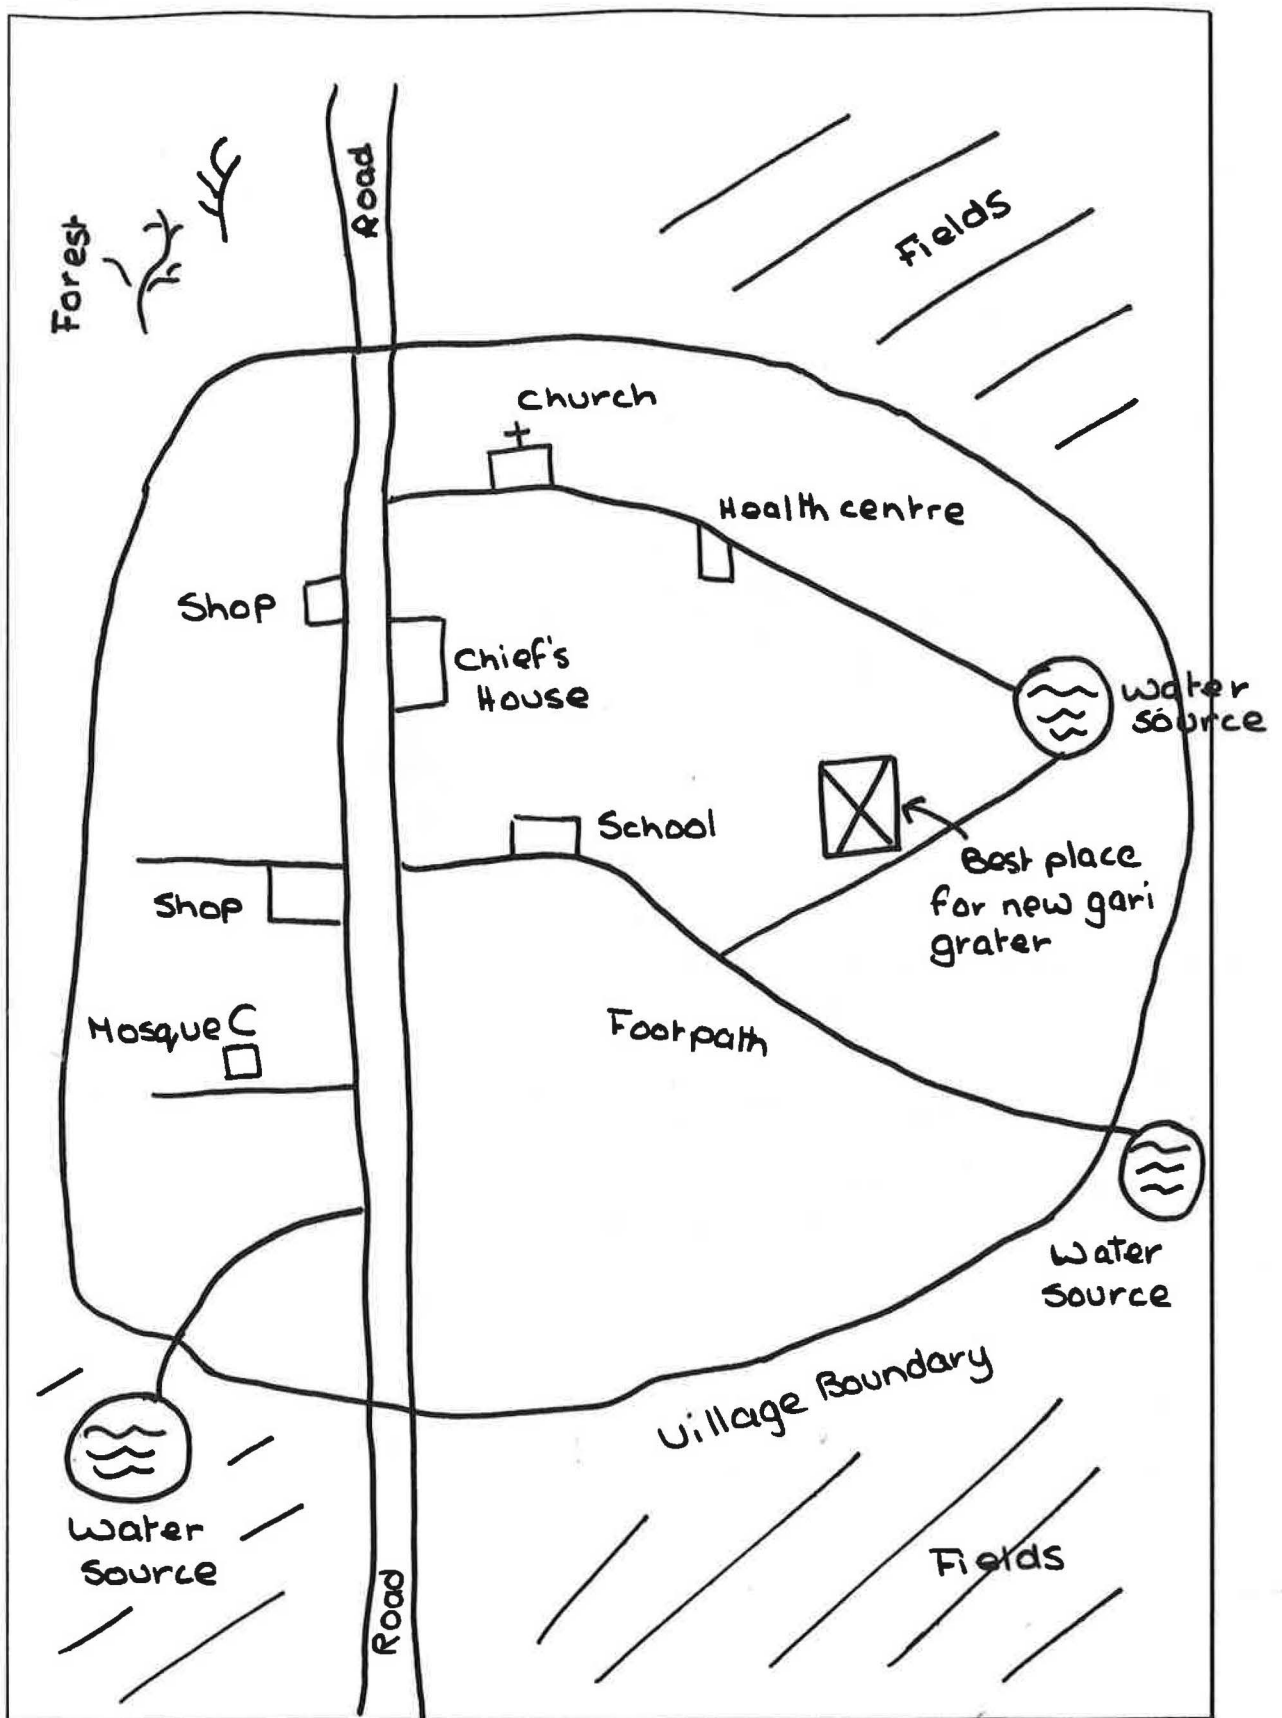 Road
Forest
Fields
Church
Health centre
Shop
Chief's
House
Water
source
School
Best place
for new gari
grater
Shop
Mosque
Footpath
Water
source
Village Boundary
Water
source
Fields
Road